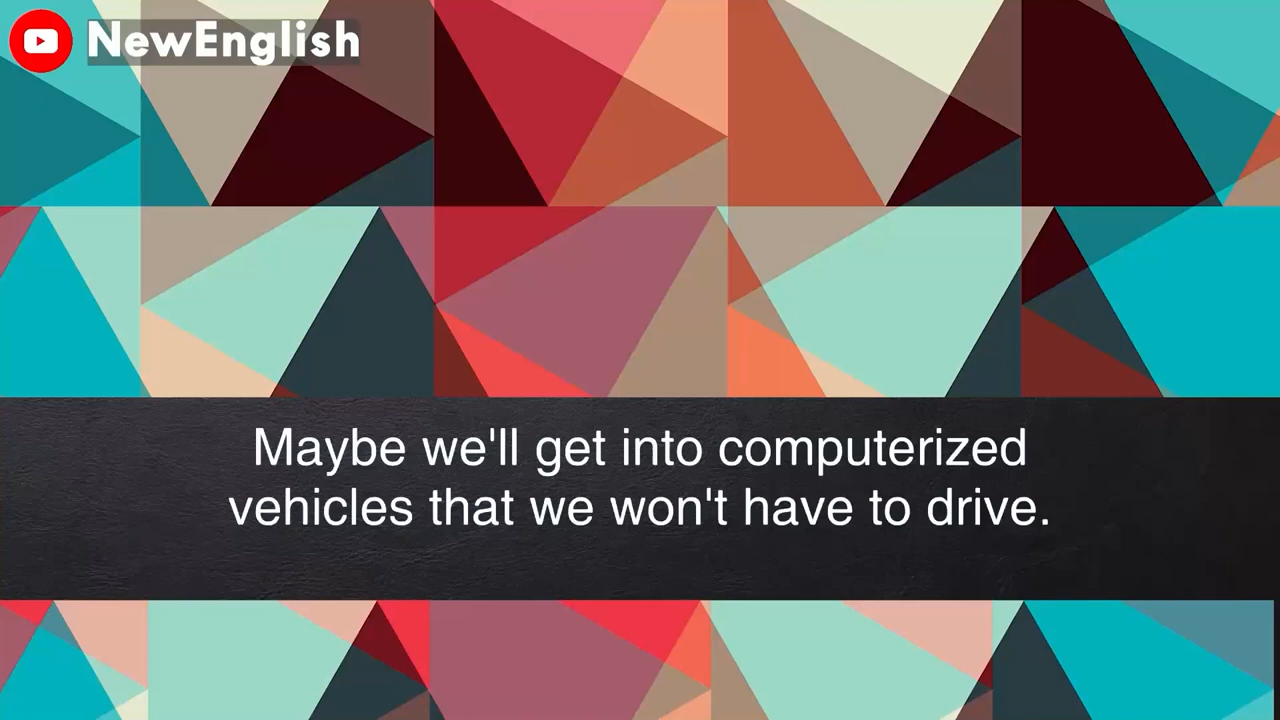 NewEnglish
Maybe we'll get into computerized
vehicles that we won't have to drive.